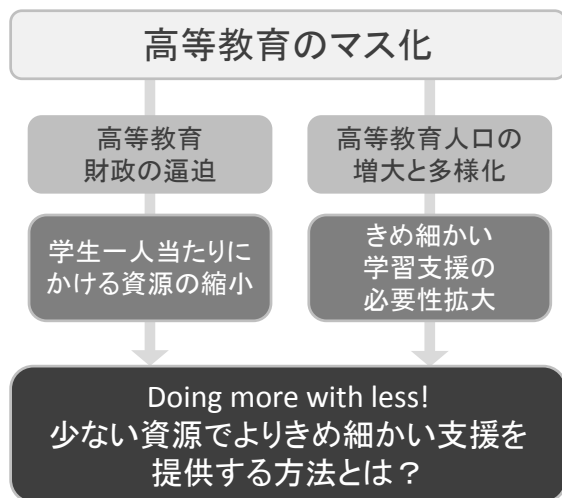 高等教育のマス化
高等教育
財政の逼迫
高等教育人口の
増大と多様化
学生一人当たりに
かける資源の縮小
きめ細かい
学習支援の
必要性拡大
Doing more with less!
少ない資源でよりきめ細かい支援を
提供する方法とは？